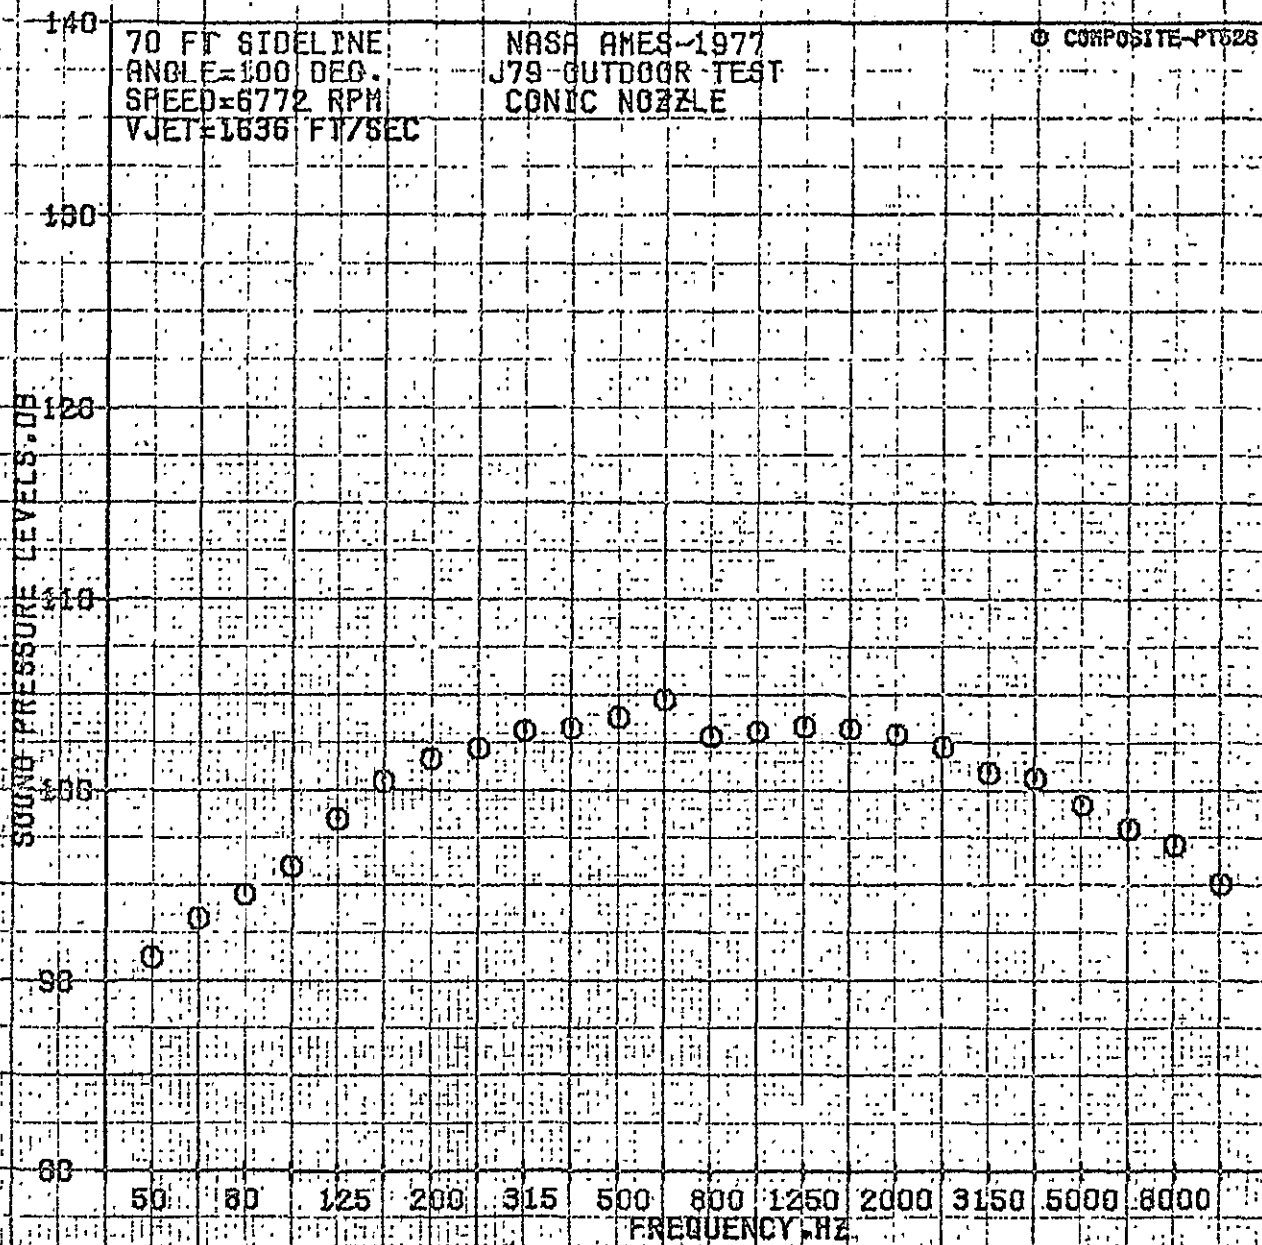 140
70 FT SIDELINE
ANGLE=100 DEG.
SPEED=6772 RPM
VJET=1636 FT/SEC
NASA AMES-1977
J79 OUTDOOR TEST
CONIC NOZZLE
COMPOSITE-PT526
130
120
110
100
90
80
SOUND PRESSURE LEVELS,DB
50 80 125 200 315 500 800 1250 2000 3150 5000 8000
FREQUENCY,HZ